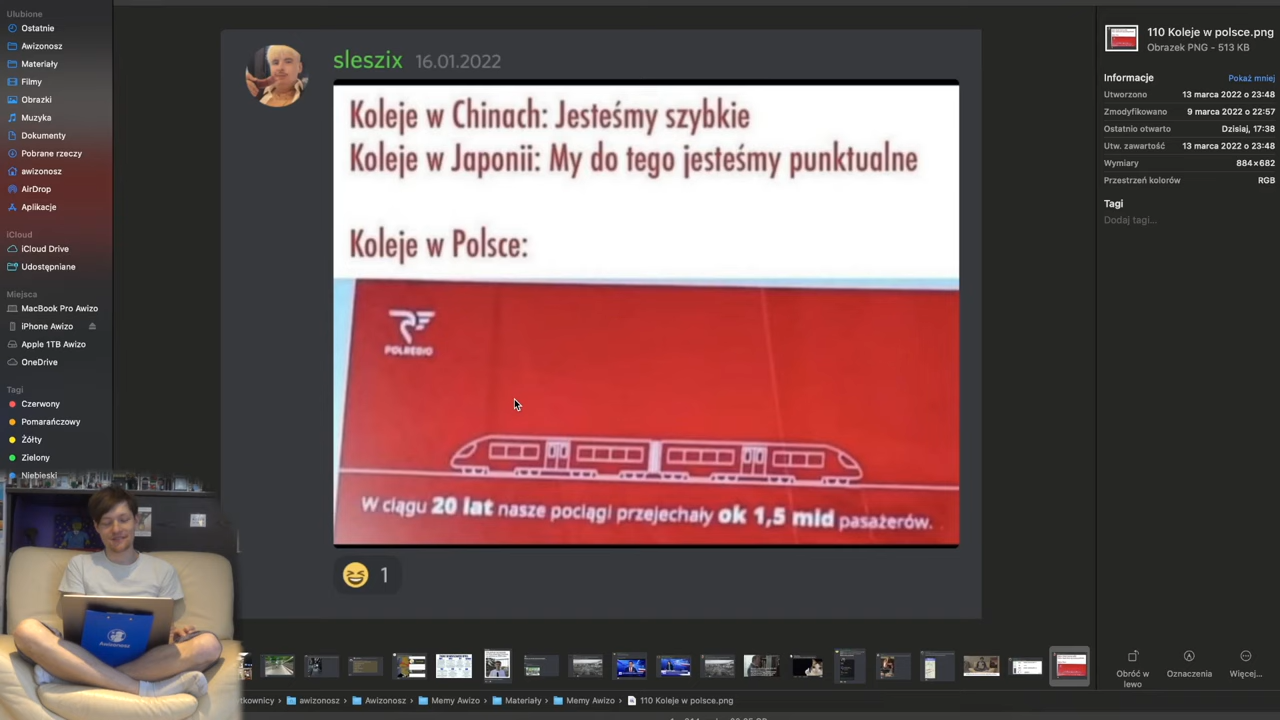 Ulubione
Ostatnie
Awizonosz
Materiały
Filmy
Obrazki
Muzyka
Dokumenty
Pobrane rzeczy
awizonosz
AirDrop
Aplikacje
iCloud
iCloud Drive
Udostępniane
Miejsca
MacBook Pro Awizo
iPhone Awizo
Apple 1TB Awizo
OneDrive
Tagi
Czerwony
Pomarańczowy
Żółty
Zielony
Niebieski
sleszix 16.01.2022
Koleje w Chinach: Jesteśmy szybkie
Koleje w Japonii: My do tego jesteśmy punktualne
Koleje w Polsce:
POLREGIO
W ciągu 20 lat nasze pociągi przejechały ok 1,5 mld pasażerów.
1
Awizonosz
110 Koleje w polsce.png
Obrazek PNG - 513 KB
Informacje Pokaż mniej
Utworzono 13 marca 2022 o 23:48
Zmodyfikowano 9 marca 2022 o 22:57
Ostatnio otwarto Dzisiaj, 17:38
Utw. zawartość 13 marca 2022 o 23:48
Wymiary 884×682
Przestrzeń kolorów RGB
Tagi
Dodaj tagi...
Obróć w lewo
Oznaczenia
Więcej...
awizonosz Awizonosz Memy Awizo Materiały Memy Awizo 110 Koleje w polsce.png